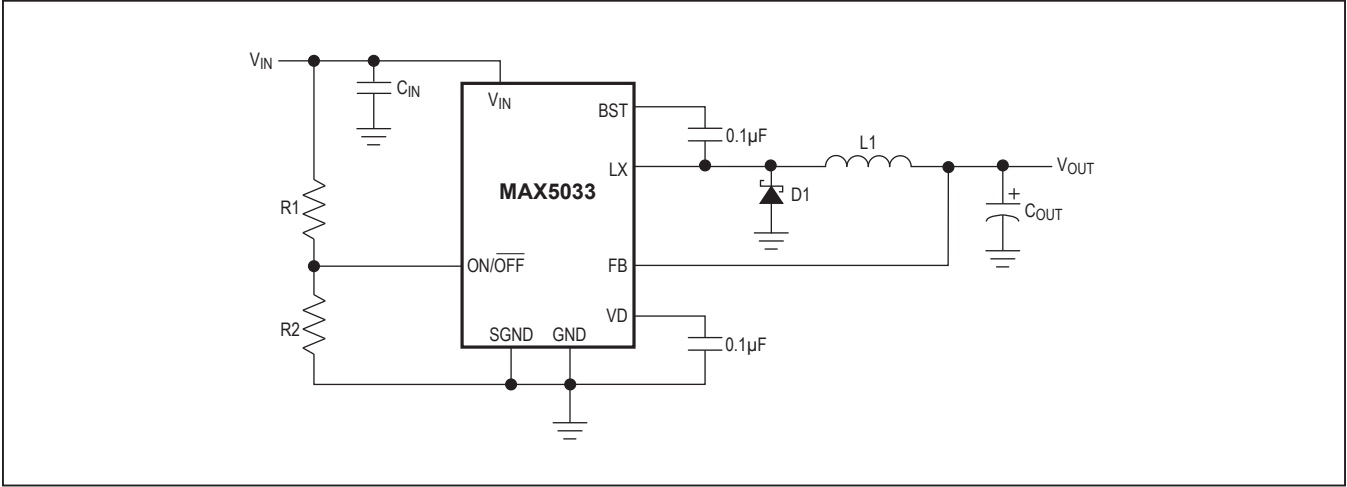 VIN
CIN
VIN
BST
0.1µF
LX
L1
VOUT
MAX5033
D1
+
COUT
R1
ON/OFF
FB
R2
VD
SGND
GND
0.1µF